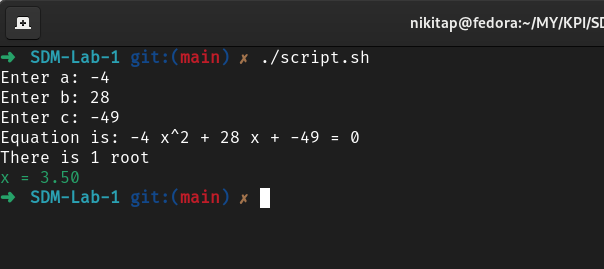 nikitap@fedora:~/MY/KPI/SD
➜ SDM-Lab-1 git:(main) ✗ ./script.sh
Enter a: -4
Enter b: 28
Enter c: -49
Equation is: -4 x^2 + 28 x + -49 = 0
There is 1 root
x = 3.50
➜ SDM-Lab-1 git:(main) ✗